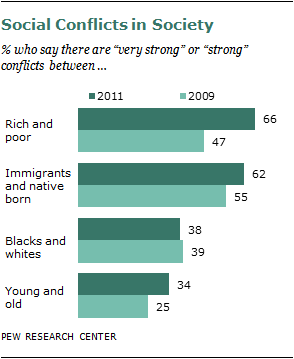 Social Conflicts in Society
% who say there are “very strong” or “strong”
conflicts between ...
2011 2009
Rich and
poor
66
47
Immigrants
and native
born
62
55
Blacks and
whites
38
39
Young and
old
34
25
PEW RESEARCH CENTER